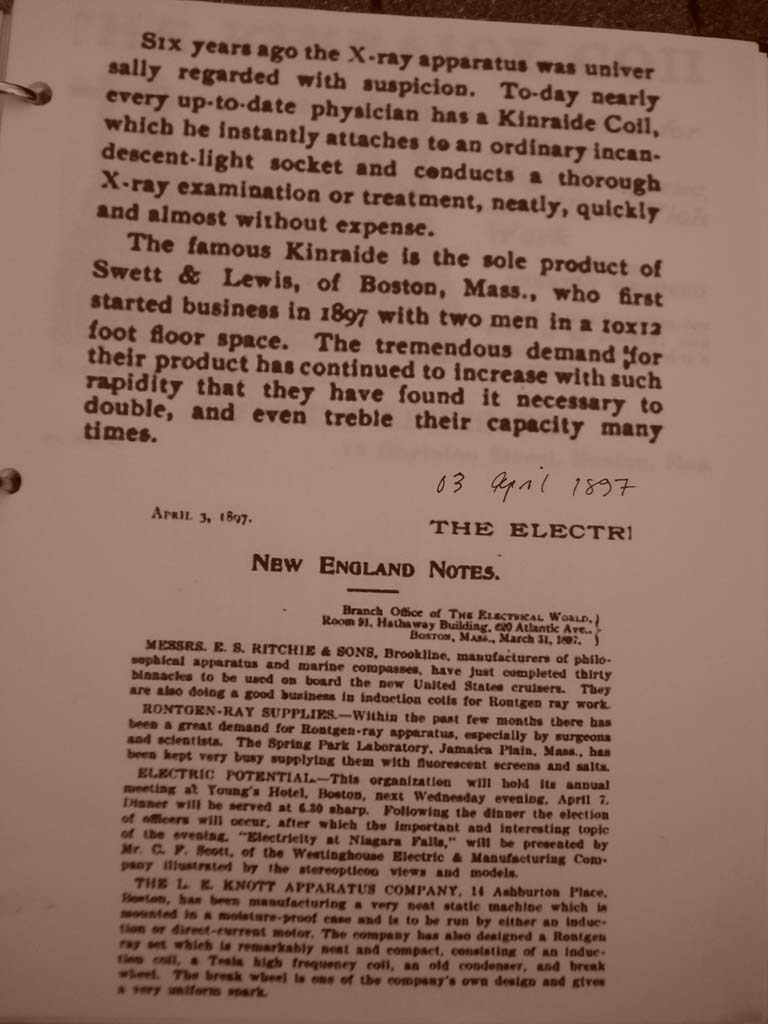 Six years ago the X-ray apparatus was univer
sally regarded with suspicion. To-day nearly
every up-to-date physician has a Kinraide Coil,
which he instantly attaches to an ordinary incan-
descent-light socket and conducts a thorough
X-ray examination or treatment, neatly, quickly
and almost without expense.
The famous Kinraide is the sole product of
Swett & Lewis, of Boston, Mass., who first
started business in 1897 with two men in a 10x12
foot floor space. The tremendous demand for
their product has continued to increase with such
rapidity that they have found it necessary to
double, and even treble their capacity many
times.
03 April 1897
April 3, 1897.
THE ELECTRI
New England Notes.
Branch Office of The Electrical World,
Room 91, Hathaway Building, 620 Atlantic Ave.,
Boston, Mass., March 31, 1897.
MESSRS. E. S. RITCHIE & SONS, Brookline, manufacturers of philo-
sophical apparatus and marine compasses, have just completed thirty
binnacles to be used on board the new United States cruisers. They
are also doing a good business in induction coils for Rontgen ray work.
RONTGEN-RAY SUPPLIES.—Within the past few months there has
been a great demand for Rontgen-ray apparatus, especially by surgeons
and scientists. The Spring Park Laboratory, Jamaica Plain, Mass., has
been kept very busy supplying them with fluorescent screens and salts.
ELECTRIC POTENTIAL.—This organization will hold its annual
meeting at Young's Hotel, Boston, next Wednesday evening, April 7.
Dinner will be served at 6.30 sharp. Following the dinner the election
of officers will occur, after which the important and interesting topic
of the evening, "Electricity at Niagara Falls," will be presented by
Mr. C. F. Scott, of the Westinghouse Electric & Manufacturing Com-
pany illustrated by the stereopticon views and models.
THE L. E. KNOTT APPARATUS COMPANY, 14 Ashburton Place,
Boston, has been manufacturing a very neat static machine which is
mounted in a moisture-proof case and is to be run by either an induc-
tion or direct-current motor. The company has also designed a Rontgen
ray set which is remarkably neat and compact, consisting of an induc-
tion coil, a Tesla high frequency coil, an old condenser, and break
wheel. The break wheel is one of the company's own design and gives
a very uniform spark.